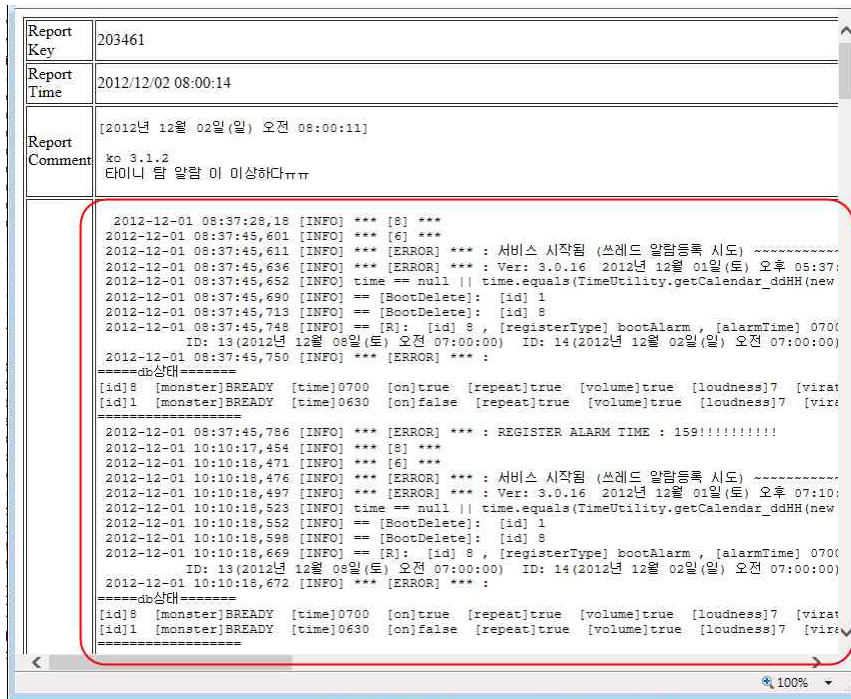 Report Key
203461
Report Time
2012/12/02 08:00:14
Report Comment
[2012년 12월 02일(일) 오전 08:00:11]
ko 3.1.2
타이니 탐 알람 이 이상하다ㅠㅠ
2012-12-01 08:37:28,18 [INFO] *** [8] ***
2012-12-01 08:37:45,601 [INFO] *** [6] ***
2012-12-01 08:37:45,611 [INFO] *** [ERROR] *** : 서비스 시작됨 (쓰레드 알람등록 시도) ~~~~~~~~~~~~
2012-12-01 08:37:45,636 [INFO] *** [ERROR] *** : Ver: 3.0.16  2012년 12월 01일(토) 오후 05:37:
2012-12-01 08:37:45,652 [INFO] time == null || time.equals(TimeUtility.getCalendar_ddHH(new
2012-12-01 08:37:45,690 [INFO] == [BootDelete]:  [id] 1
2012-12-01 08:37:45,713 [INFO] == [BootDelete]:  [id] 8
2012-12-01 08:37:45,748 [INFO] == [R]:  [id] 8 , [registerType] bootAlarm , [alarmTime] 0700
ID: 13(2012년 12월 08일(토) 오전 07:00:00)  ID: 14(2012년 12월 02일(일) 오전 07:00:00)
2012-12-01 08:37:45,750 [INFO] *** [ERROR] *** :
=====db상태=======
[id]8  [monster]BREADY  [time]0700  [on]true  [repeat]true  [volume]true  [loudness]7  [virat
[id]1  [monster]BREADY  [time]0630  [on]false  [repeat]true  [volume]true  [loudness]7  [vira
==================
2012-12-01 08:37:45,786 [INFO] *** [ERROR] *** : REGISTER ALARM TIME : 159!!!!!!!!!!
2012-12-01 10:10:17,454 [INFO] *** [8] ***
2012-12-01 10:10:18,471 [INFO] *** [6] ***
2012-12-01 10:10:18,476 [INFO] *** [ERROR] *** : 서비스 시작됨 (쓰레드 알람등록 시도) ~~~~~~~~~~~~
2012-12-01 10:10:18,497 [INFO] *** [ERROR] *** : Ver: 3.0.16  2012년 12월 01일(토) 오후 07:10:
2012-12-01 10:10:18,523 [INFO] time == null || time.equals(TimeUtility.getCalendar_ddHH(new
2012-12-01 10:10:18,552 [INFO] == [BootDelete]:  [id] 1
2012-12-01 10:10:18,598 [INFO] == [BootDelete]:  [id] 8
2012-12-01 10:10:18,669 [INFO] == [R]:  [id] 8 , [registerType] bootAlarm , [alarmTime] 0700
ID: 13(2012년 12월 08일(토) 오전 07:00:00)  ID: 14(2012년 12월 02일(일) 오전 07:00:00)
2012-12-01 10:10:18,672 [INFO] *** [ERROR] *** :
=====db상태=======
[id]8  [monster]BREADY  [time]0700  [on]true  [repeat]true  [volume]true  [loudness]7  [virat
[id]1  [monster]BREADY  [time]0630  [on]false  [repeat]true  [volume]true  [loudness]7  [vira
==================
100%